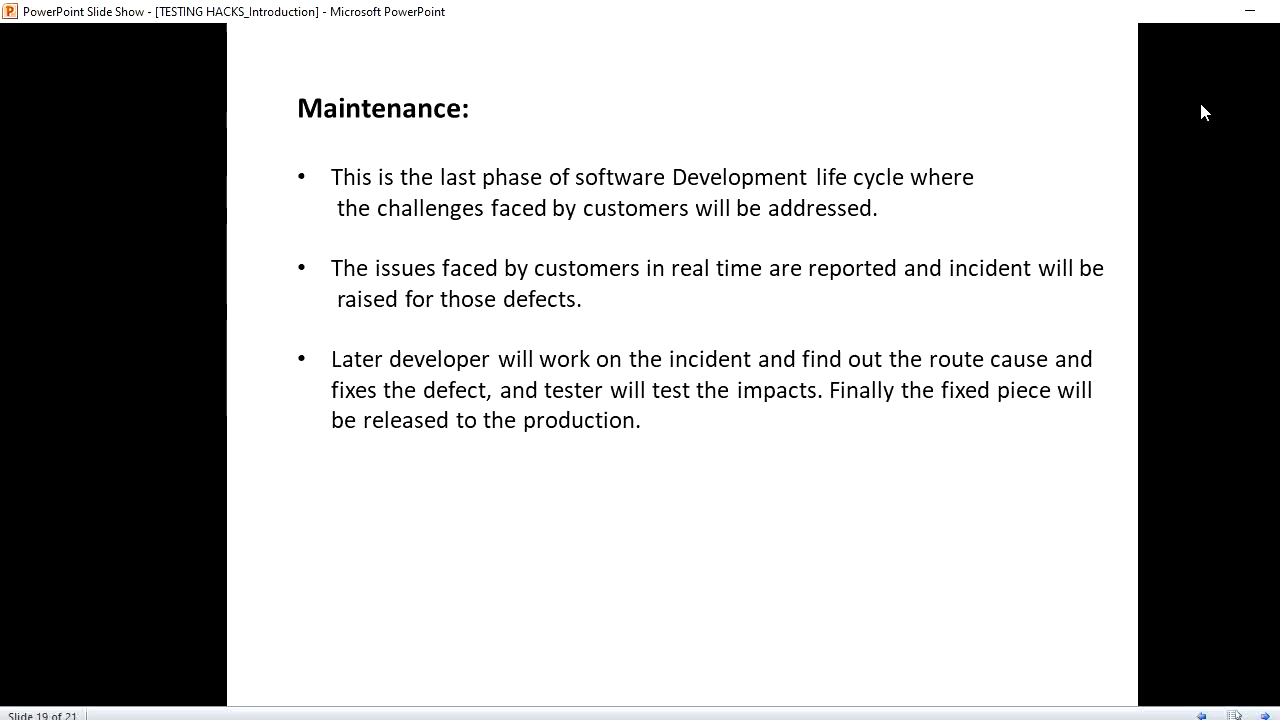 PowerPoint Slide Show - [TESTING HACKS_Introduction] - Microsoft PowerPoint
Maintenance:
• This is the last phase of software Development life cycle where
the challenges faced by customers will be addressed.
• The issues faced by customers in real time are reported and incident will be
raised for those defects.
• Later developer will work on the incident and find out the route cause and
fixes the defect, and tester will test the impacts. Finally the fixed piece will
be released to the production.
Slide 19 of 21